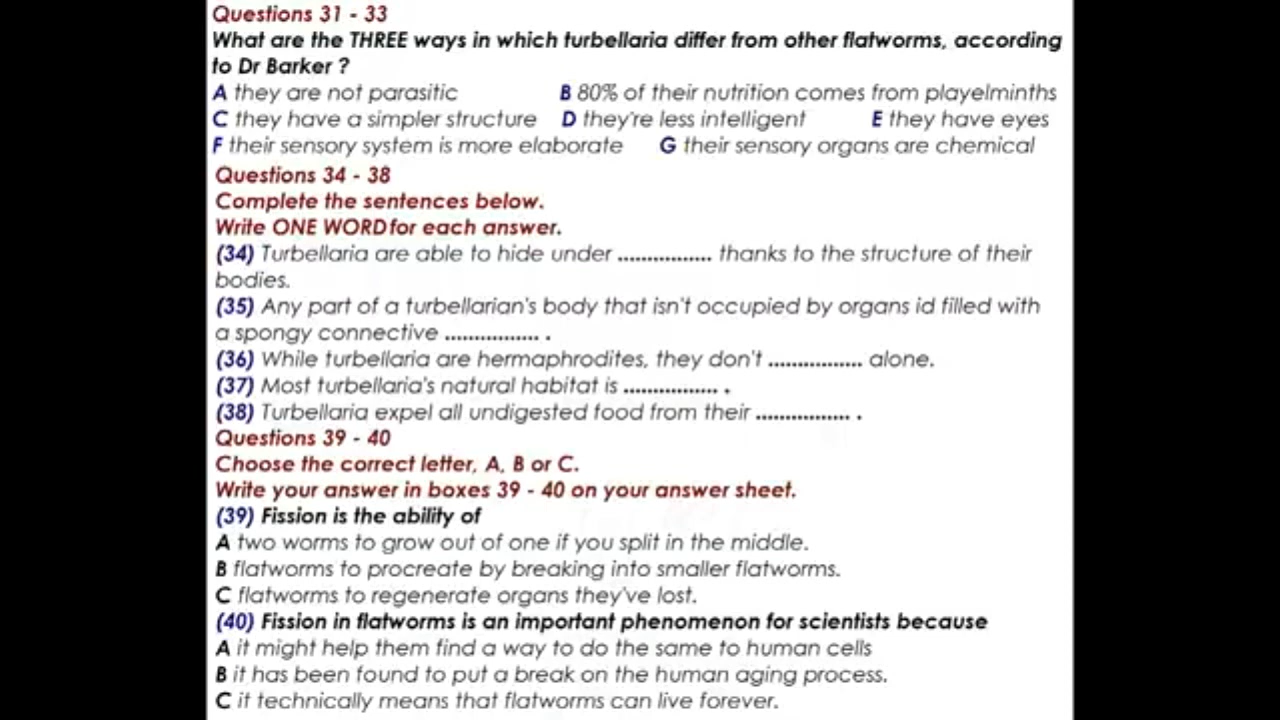 Questions 31 - 33
What are the THREE ways in which turbellaria differ from other flatworms, according
to Dr Barker ?
A they are not parasitic B 80% of their nutrition comes from playelminths
C they have a simpler structure D they're less intelligent E they have eyes
F their sensory system is more elaborate G their sensory organs are chemical
Questions 34 - 38
Complete the sentences below.
Write ONE WORD for each answer.
(34) Turbellaria are able to hide under ................ thanks to the structure of their
bodies.
(35) Any part of a turbellarian's body that isn't occupied by organs id filled with
a spongy connective ................ .
(36) While turbellaria are hermaphrodites, they don't ................ alone.
(37) Most turbellaria's natural habitat is ................ .
(38) Turbellaria expel all undigested food from their ................ .
Questions 39 - 40
Choose the correct letter, A, B or C.
Write your answer in boxes 39 - 40 on your answer sheet.
(39) Fission is the ability of
A two worms to grow out of one if you split in the middle.
B flatworms to procreate by breaking into smaller flatworms.
C flatworms to regenerate organs they've lost.
(40) Fission in flatworms is an important phenomenon for scientists because
A it might help them find a way to do the same to human cells
B it has been found to put a break on the human aging process.
C it technically means that flatworms can live forever.